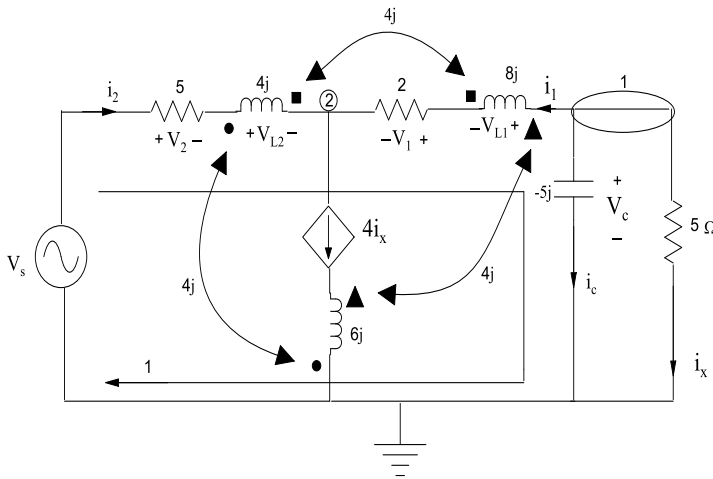 4j
i2
5
4j
2
2
8j
i1
1
+ V2 −
+VL2 −
−V1 +
−VL1 +
-5j
+
Vc
−
5 Ω
4ix
Vs
4j
4j
ic
6j
1
ix